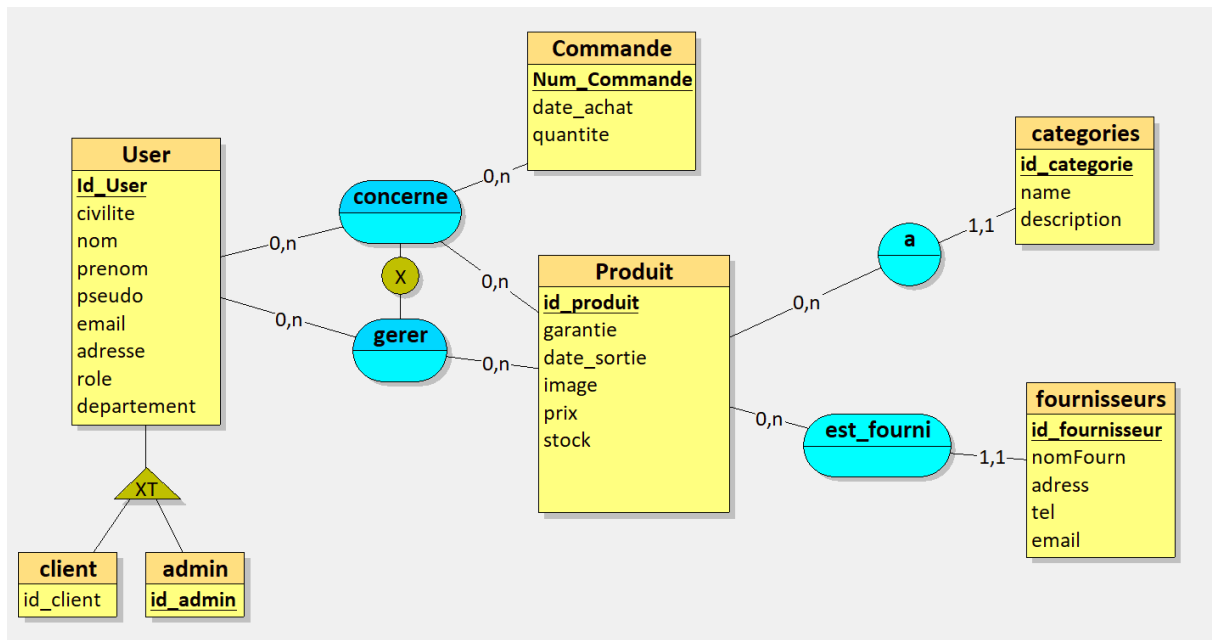 Commande
Num_Commande
date_achat
quantite
categories
id_categorie
name
description
User
Id_User
civilite
nom
prenom
pseudo
email
adresse
role
departement
concerne
0,n
0,n
0,n
X
gerer
0,n
0,n
Produit
id_produit
garantie
date_sortie
image
prix
stock
a
1,1
0,n
est_fourni
0,n
1,1
fournisseurs
id_fournisseur
nomFourn
adress
tel
email
XT
client
id_client
admin
id_admin